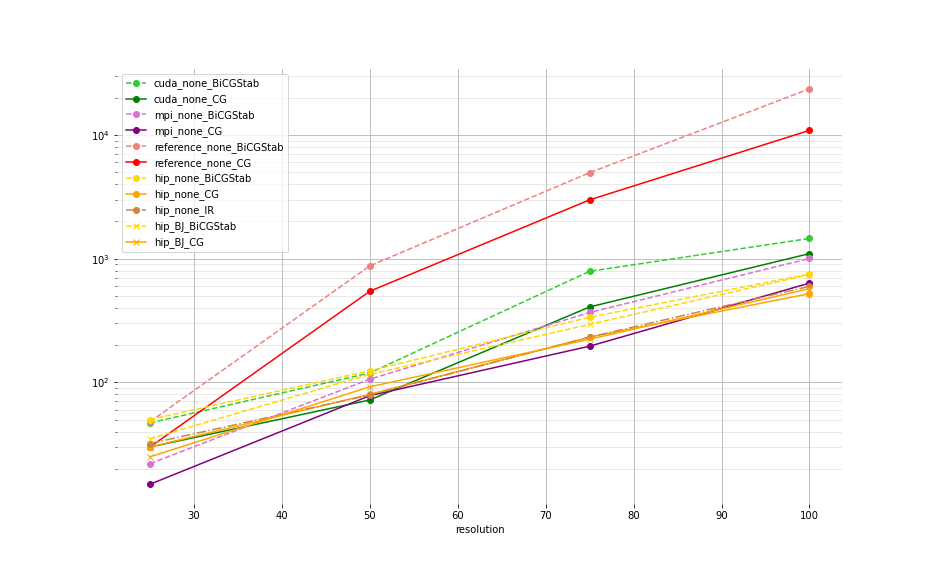 cuda_none_BiCGStab
cuda_none_CG
mpi_none_BiCGStab
mpi_none_CG
reference_none_BiCGStab
reference_none_CG
hip_none_BiCGStab
hip_none_CG
hip_none_IR
hip_BJ_BiCGStab
hip_BJ_CG
10^4
10^3
10^2
30 40 50 60 70 80 90 100
resolution